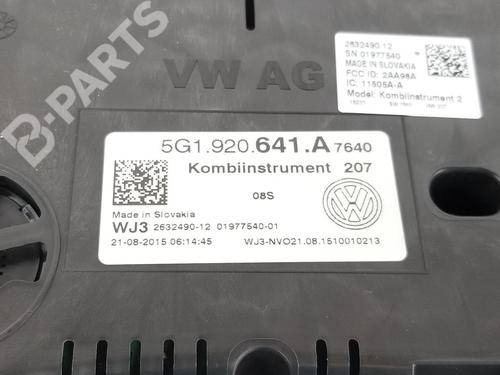 VW AG
2632490 12
SN 01977540
MADE IN SLOVAKIA
FCC ID: 2AA98A
IC: 11505A-A
Model: Kombiinstrument 2
5G1.920.641.A 7640
Kombiinstrument 207
08S
Made in Slovakia
WJ3 2632490-12 01977540-01
21-08-2015 06:14:45 WJ3-NVO21.08.1510010213
B-PARTS